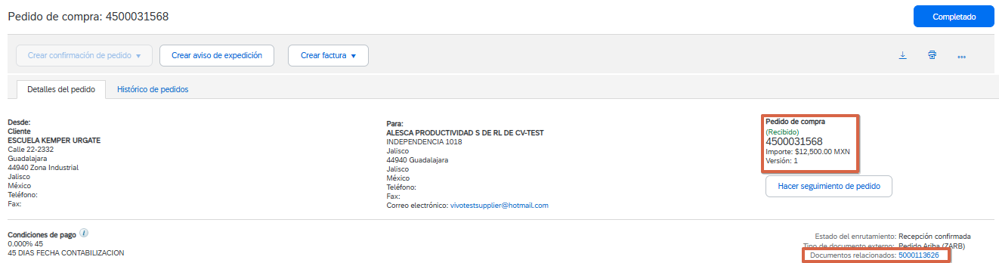 Pedido de compra: 4500031568
Completado
Crear confirmación de pedido
Crear aviso de expedición
Crear factura
Detalles del pedido
Histórico de pedidos
Desde:
Cliente
ESCUELA KEMPER URGATE
Calle 22-2332
Guadalajara
44940 Zona Industrial
Jalisco
México
Teléfono:
Fax:
Para:
ALESCA PRODUCTIVIDAD S DE RL DE CV-TEST
INDEPENDENCIA 1018
Jalisco
44940 Guadalajara
Jalisco
México
Teléfono:
Fax:
Correo electrónico: vivotestsupplier@hotmail.com
Pedido de compra
(Recibido)
4500031568
Importe: $12,500.00 MXN
Versión: 1
Hacer seguimiento de pedido
Condiciones de pago i
0.000% 45
45 DIAS FECHA CONTABILIZACION
Estado del enrutamiento: Recepción confirmada
Tipo de documento externo: Pedido Ariba (ZARB)
Documentos relacionados: 5000113626